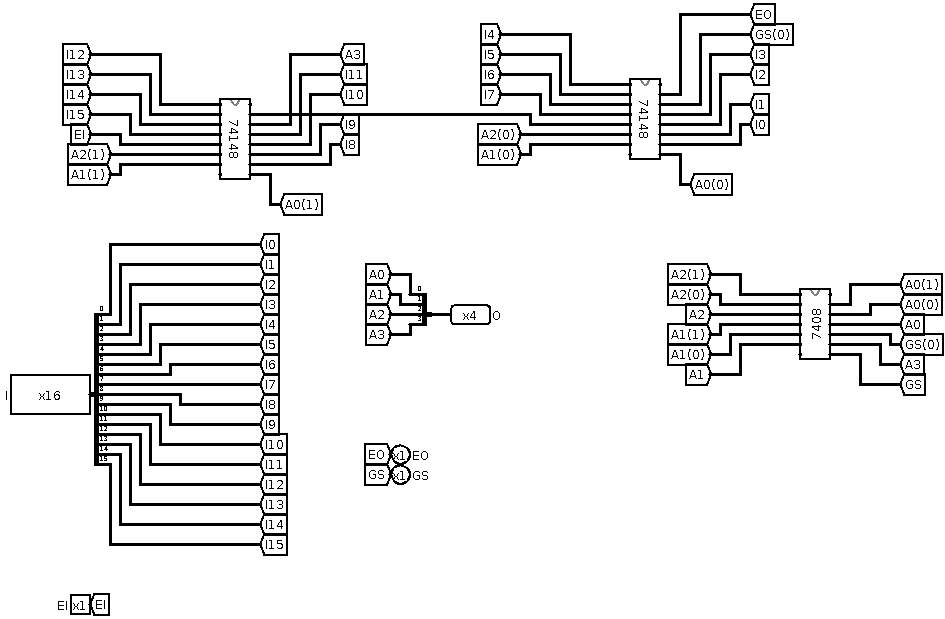 I12
I13
I14
I15
EI
A2(1)
A1(1)
74148
A3
I11
I10
I9
I8
A0(1)
I4
I5
I6
I7
A2(0)
A1(0)
74148
EO
GS(0)
I3
I2
I1
I0
A0(0)
I
x16
0
1
2
3
4
5
6
7
8
9
10
11
12
13
14
15
I0
I1
I2
I3
I4
I5
I6
I7
I8
I9
I10
I11
I12
I13
I14
I15
A0
A1
A2
A3
0
1
2
3
x4 O
EO x1 EO
GS x1 GS
A2(1)
A2(0)
A2
A1(1)
A1(0)
A1
7408
A0(1)
A0(0)
A0
GS(0)
A3
GS
EI x1 EI